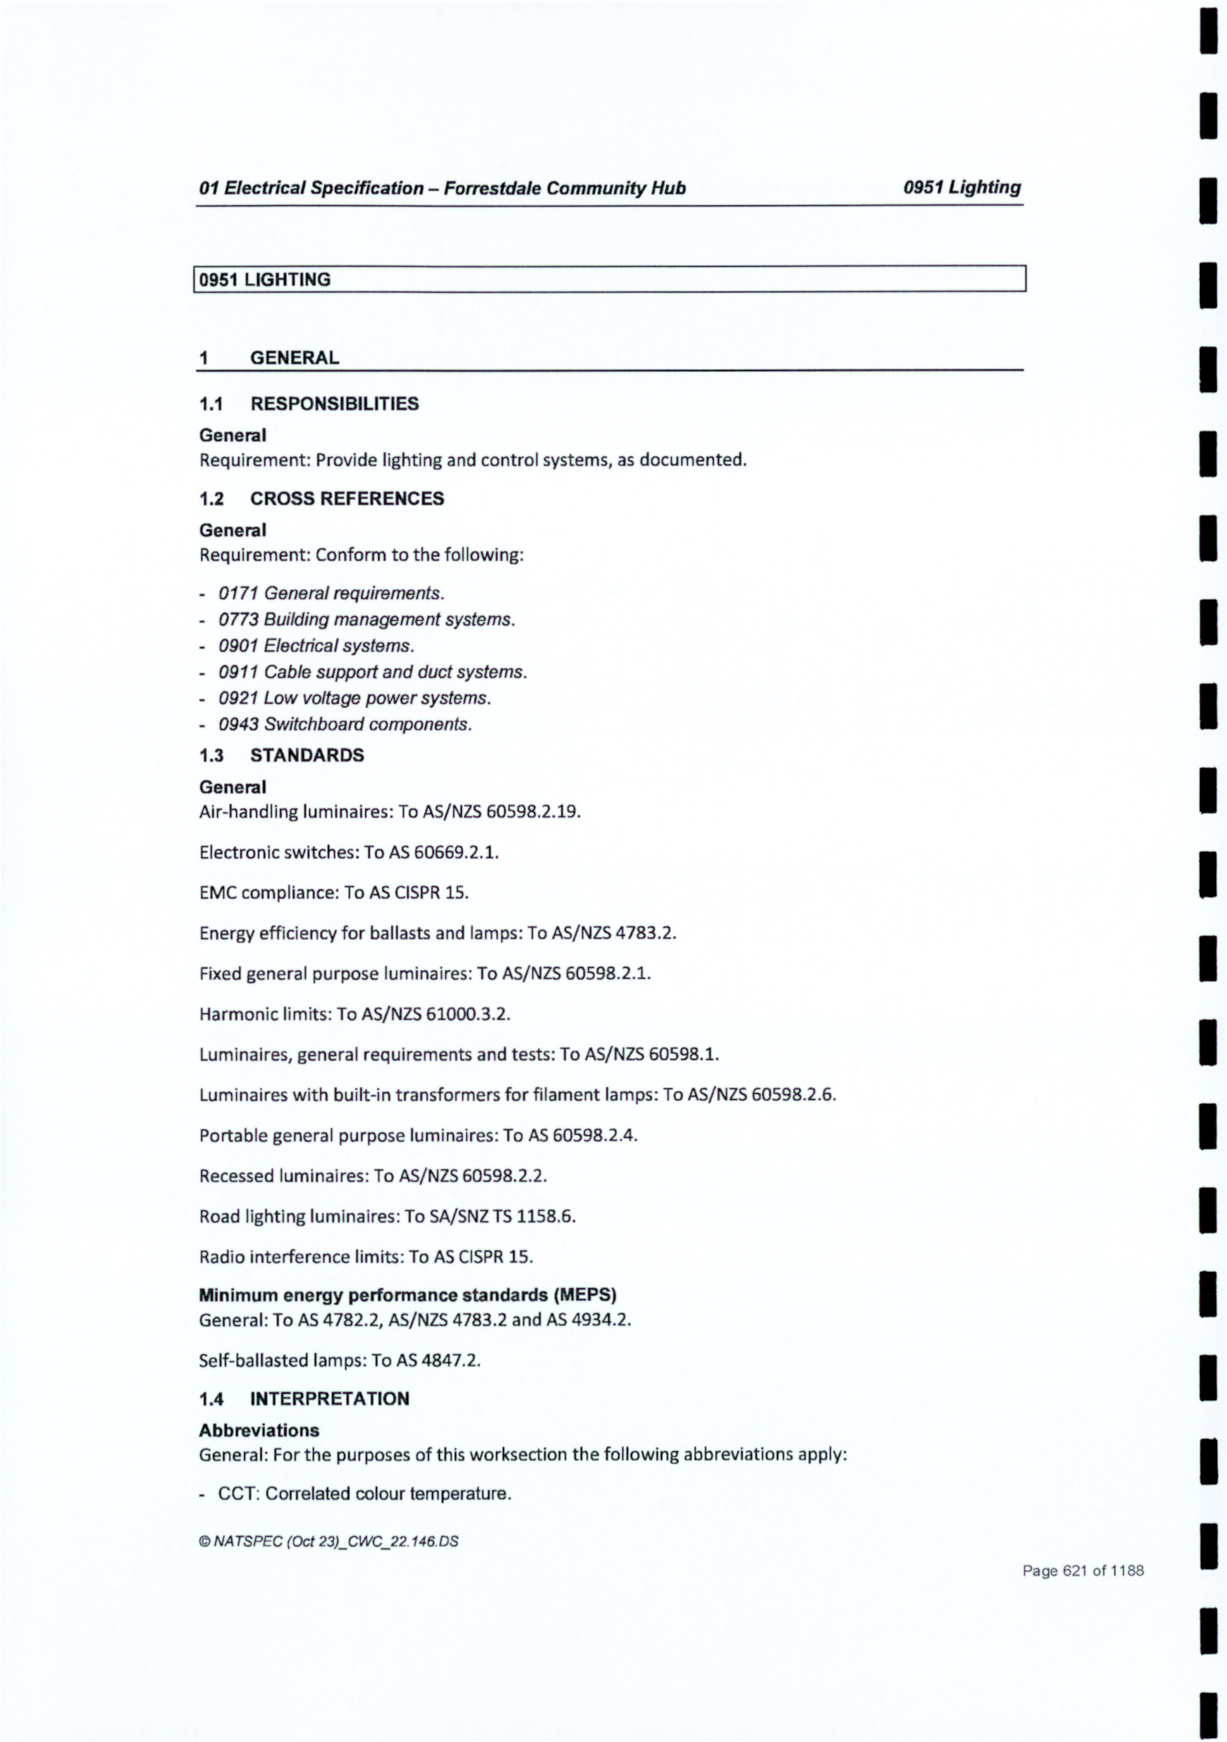 01 Electrical Specification – Forrestdale Community Hub 0951 Lighting
0951 LIGHTING
1 GENERAL
1.1 RESPONSIBILITIES
General
Requirement: Provide lighting and control systems, as documented.
1.2 CROSS REFERENCES
General
Requirement: Conform to the following:
- 0171 General requirements.
- 0773 Building management systems.
- 0901 Electrical systems.
- 0911 Cable support and duct systems.
- 0921 Low voltage power systems.
- 0943 Switchboard components.
1.3 STANDARDS
General
Air-handling luminaires: To AS/NZS 60598.2.19.
Electronic switches: To AS 60669.2.1.
EMC compliance: To AS CISPR 15.
Energy efficiency for ballasts and lamps: To AS/NZS 4783.2.
Fixed general purpose luminaires: To AS/NZS 60598.2.1.
Harmonic limits: To AS/NZS 61000.3.2.
Luminaires, general requirements and tests: To AS/NZS 60598.1.
Luminaires with built-in transformers for filament lamps: To AS/NZS 60598.2.6.
Portable general purpose luminaires: To AS 60598.2.4.
Recessed luminaires: To AS/NZS 60598.2.2.
Road lighting luminaires: To SA/SNZ TS 1158.6.
Radio interference limits: To AS CISPR 15.
Minimum energy performance standards (MEPS)
General: To AS 4782.2, AS/NZS 4783.2 and AS 4934.2.
Self-ballasted lamps: To AS 4847.2.
1.4 INTERPRETATION
Abbreviations
General: For the purposes of this worksection the following abbreviations apply:
- CCT: Correlated colour temperature.
© NATSPEC (Oct 23)_CWC_22.146.DS
Page 621 of 1188